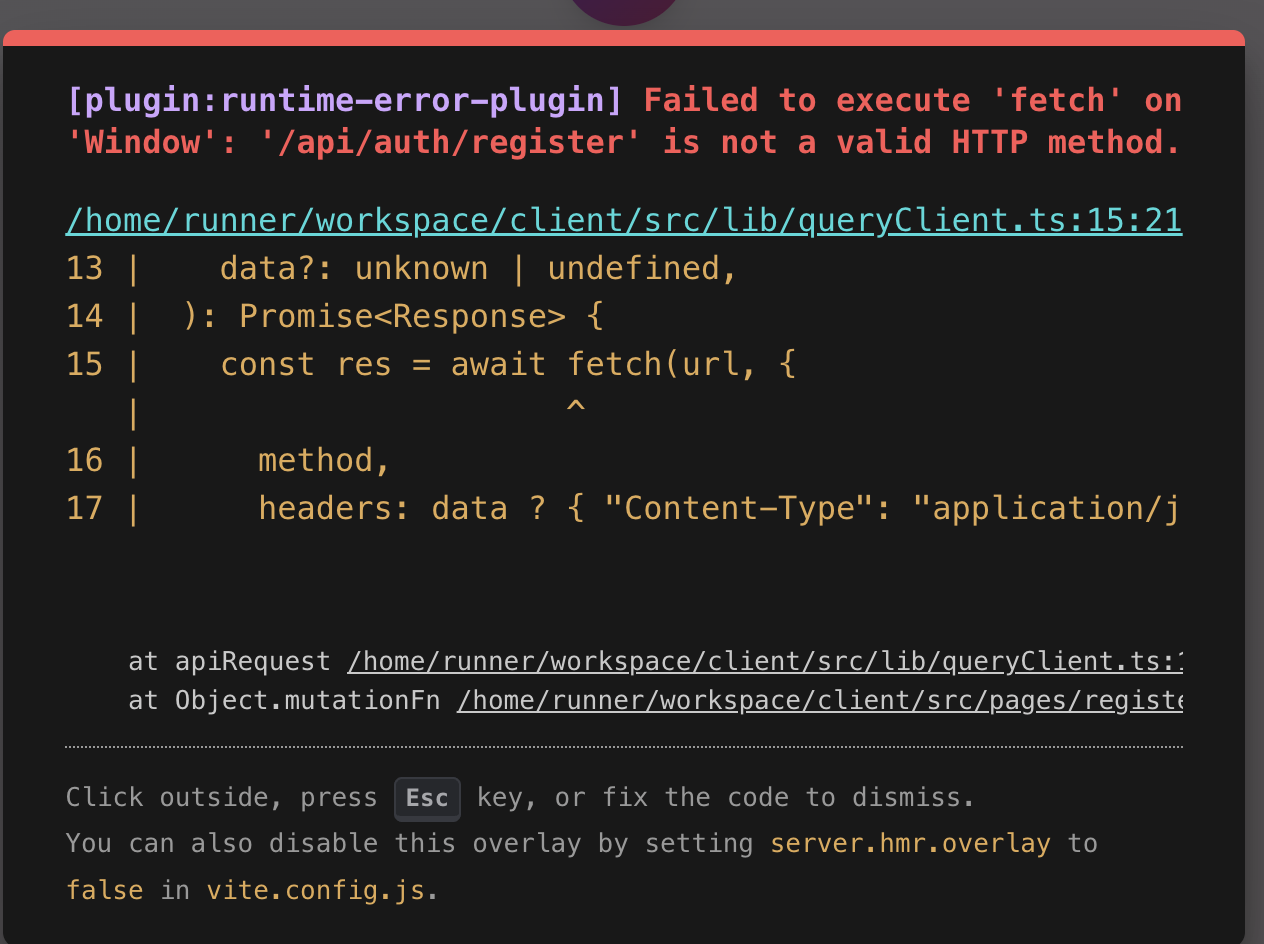 [plugin:runtime-error-plugin] Failed to execute 'fetch' on
'Window': '/api/auth/register' is not a valid HTTP method.
/home/runner/workspace/client/src/lib/queryClient.ts:15:21
13 |    data?: unknown | undefined,
14 |  ): Promise<Response> {
15 |    const res = await fetch(url, {
   |                      ^
16 |      method,
17 |      headers: data ? { "Content-Type": "application/j
at apiRequest /home/runner/workspace/client/src/lib/queryClient.ts:1
at Object.mutationFn /home/runner/workspace/client/src/pages/registe
Click outside, press Esc key, or fix the code to dismiss.
You can also disable this overlay by setting server.hmr.overlay to
false in vite.config.js.